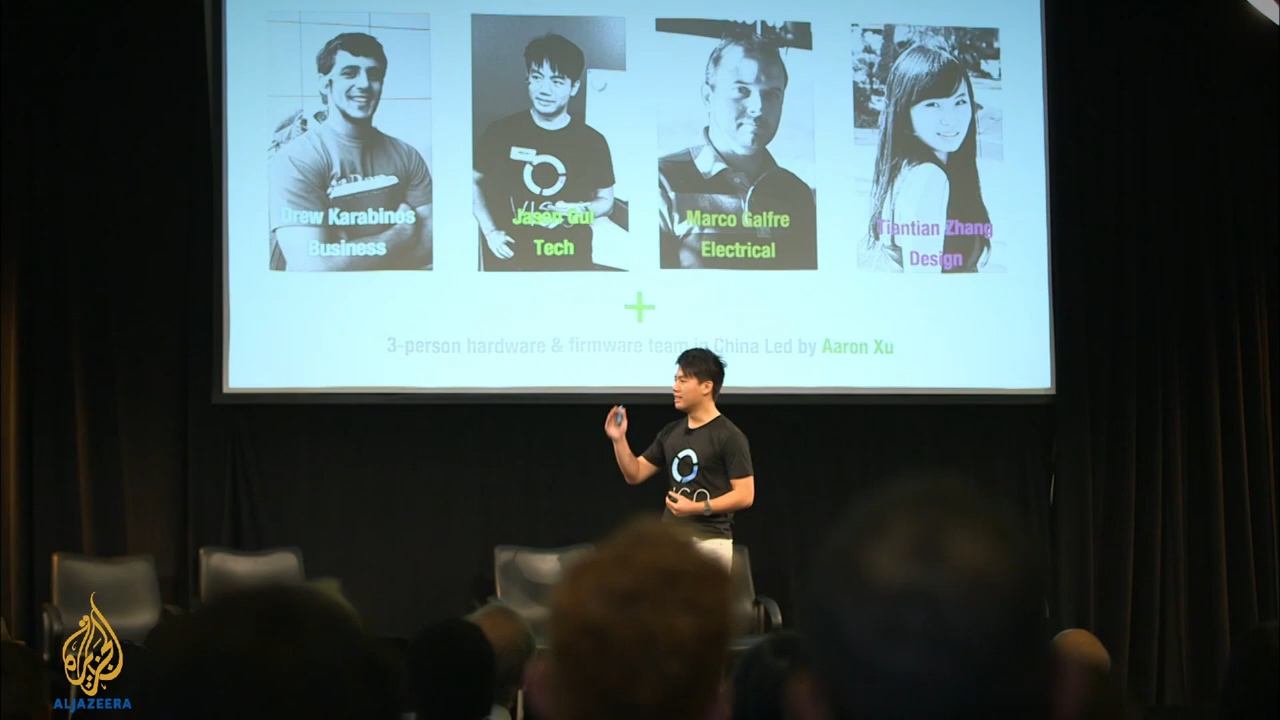 Drew Karabinos
Business
Jason Gui
Tech
Marco Galfre
Electrical
Tiantian Zhang
Design
+
3-person hardware & firmware team in China Led by Aaron Xu
الجزيرة
ALJAZEERA